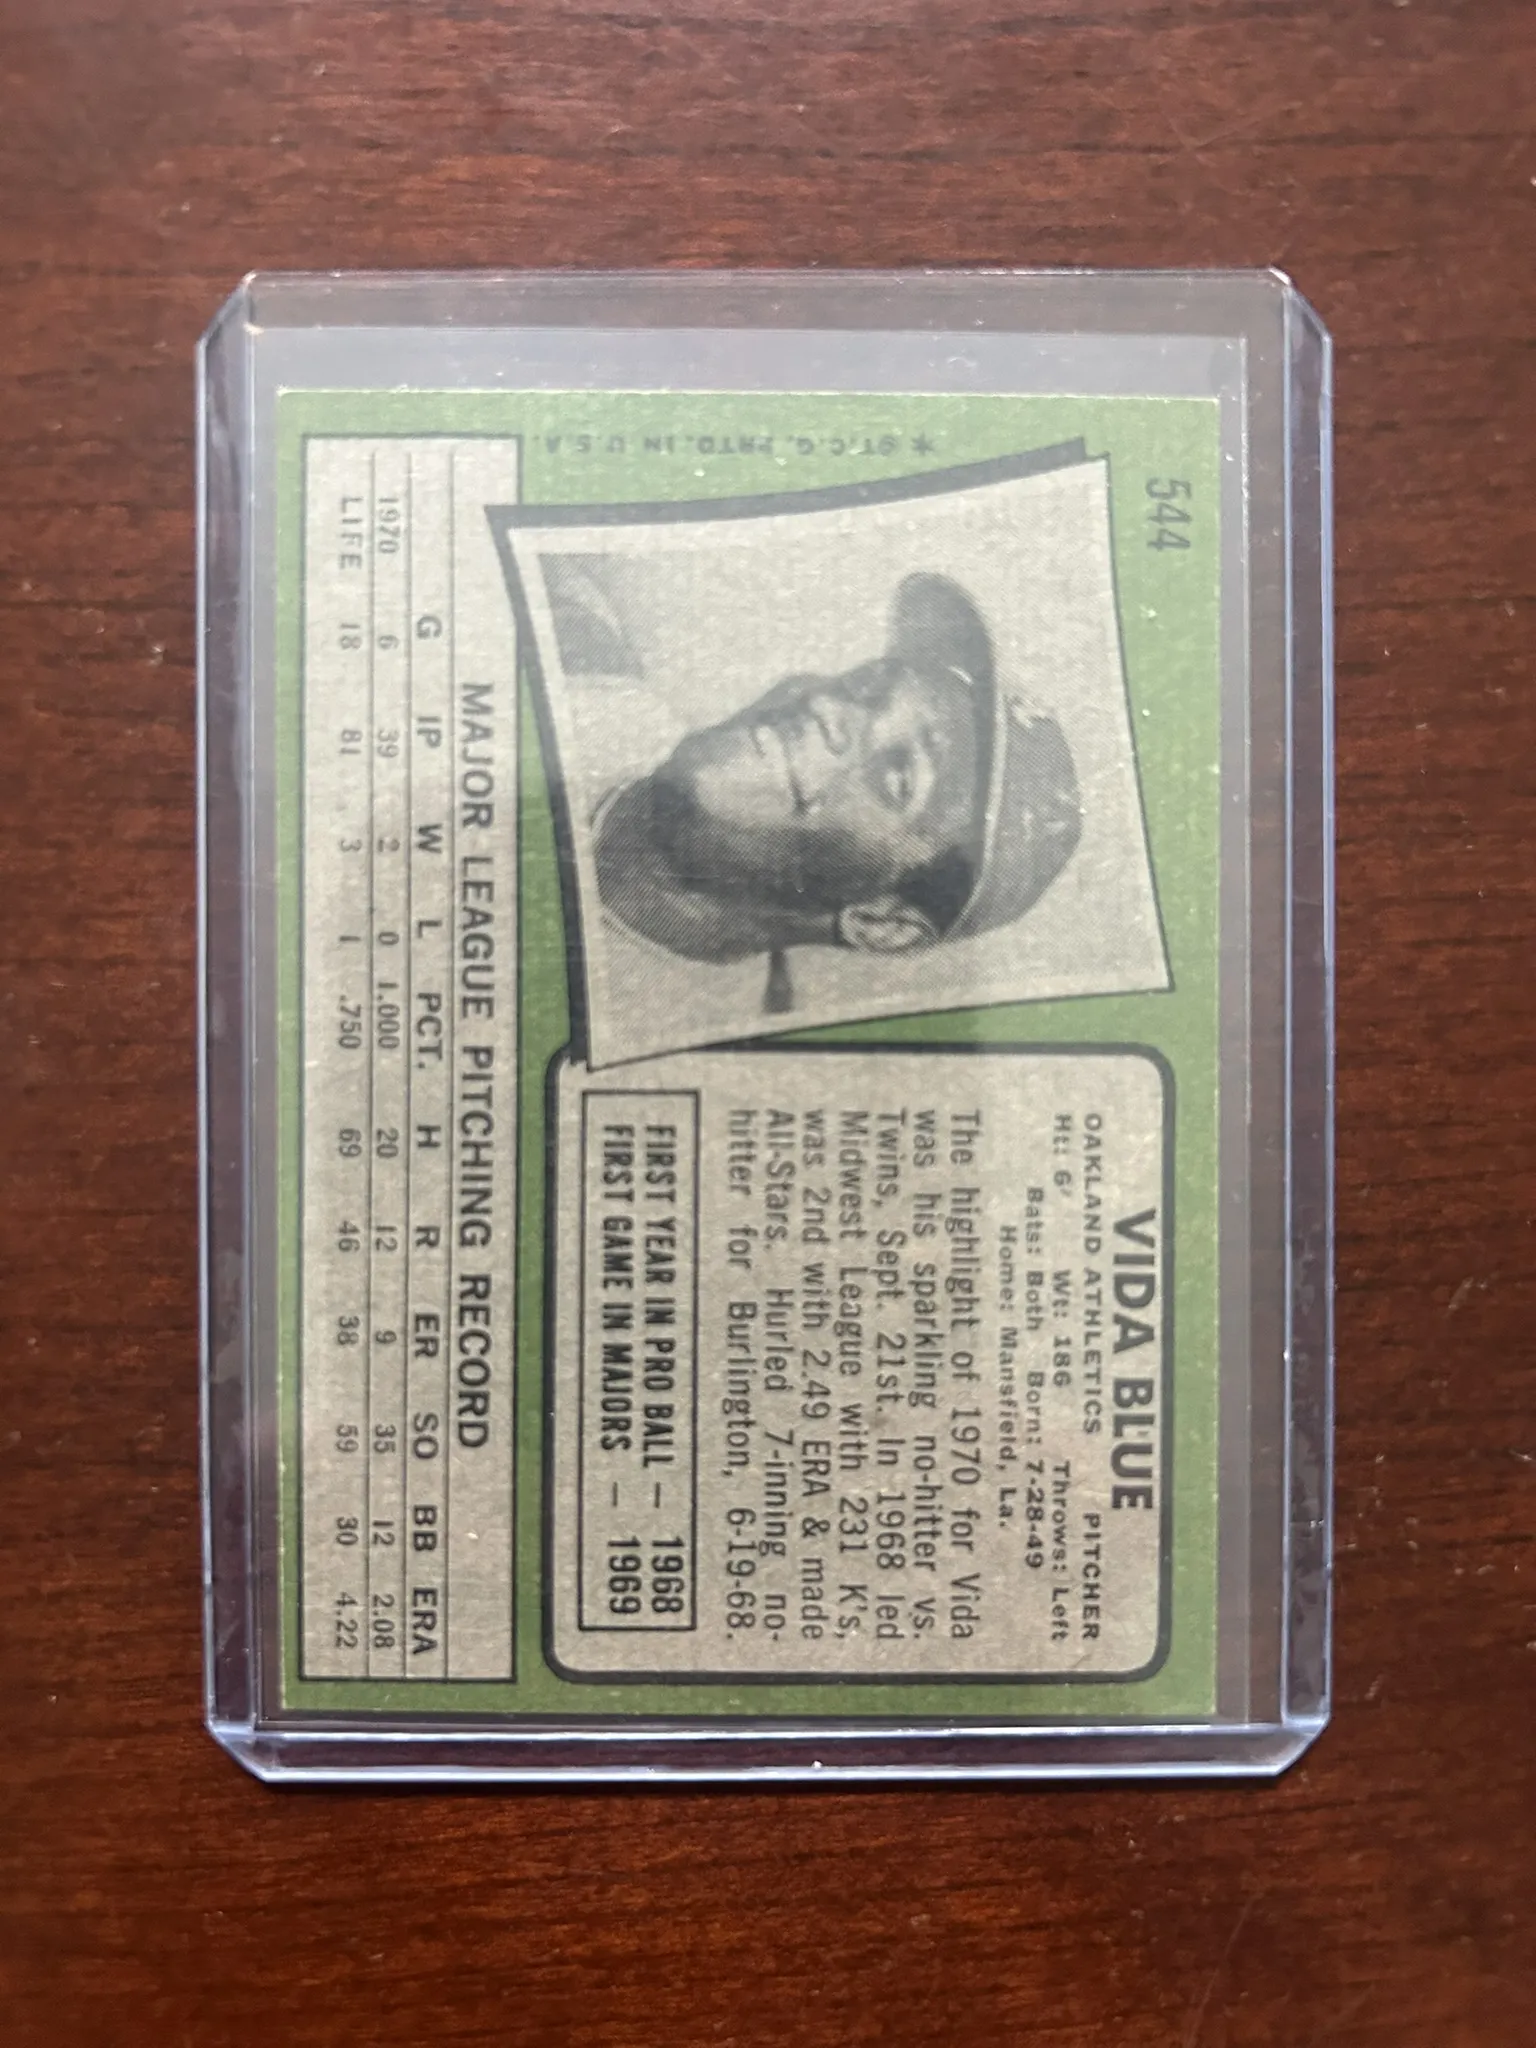 544
VIDA BLUE
OAKLAND ATHLETICS PITCHER
Ht: 6' Wt: 186 Throws: Left
Bats: Both Born: 7-28-49
Home: Mansfield, La.
The highlight of 1970 for Vida
was his sparkling no-hitter vs.
Twins, Sept. 21st. In 1968 led
Midwest League with 231 K's,
was 2nd with 2.49 ERA & made
All-Stars. Hurled 7-inning no-
hitter for Burlington, 6-19-68.
FIRST YEAR IN PRO BALL — 1968
FIRST GAME IN MAJORS — 1969
✶ ©T.C.G. PRTD. IN U.S.A.
MAJOR LEAGUE PITCHING RECORD
G IP W L PCT. H R ER SO BB ERA
1970 6 39 2 0 1.000 20 12 9 35 12 2.08
LIFE 18 81 3 1 .750 69 46 38 59 30 4.22